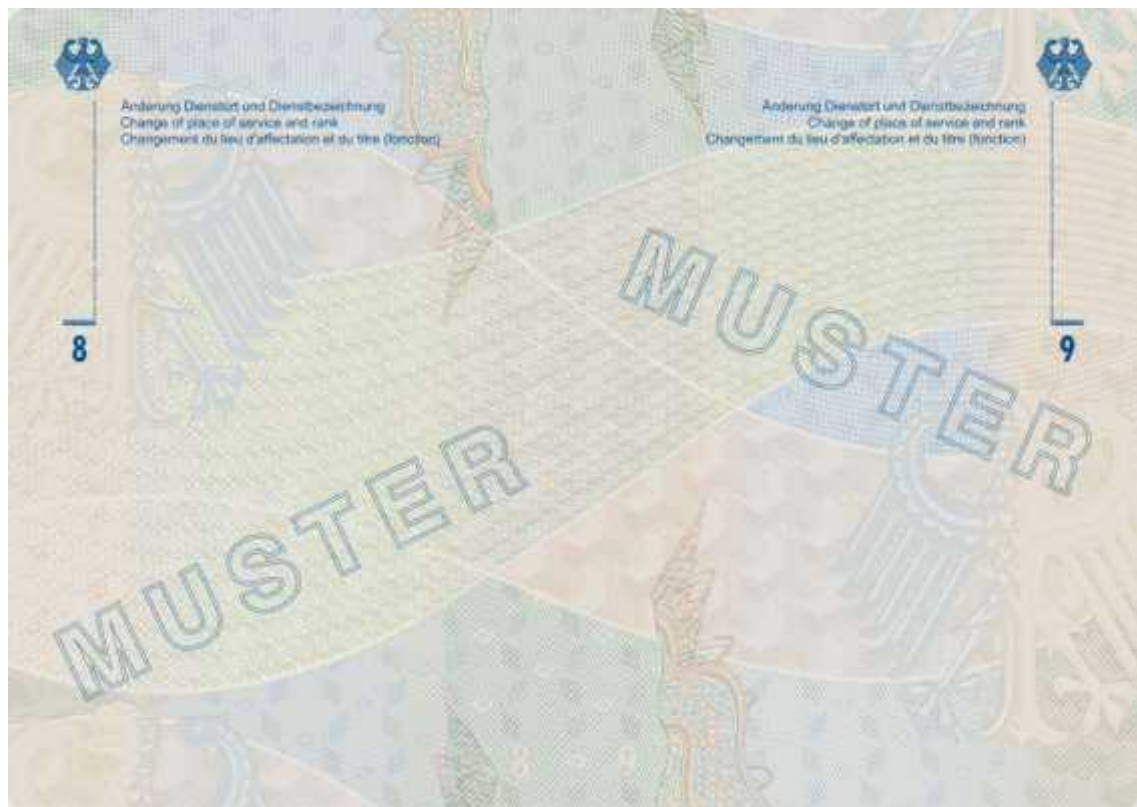 Änderung Dienstort und Dienstbezeichnung
Change of place of service and rank
Changement du lieu d'affectation et du titre (fonction)
8
MUSTER
Änderung Dienstort und Dienstbezeichnung
Change of place of service and rank
Changement du lieu d'affectation et du titre (fonction)
9
MUSTER